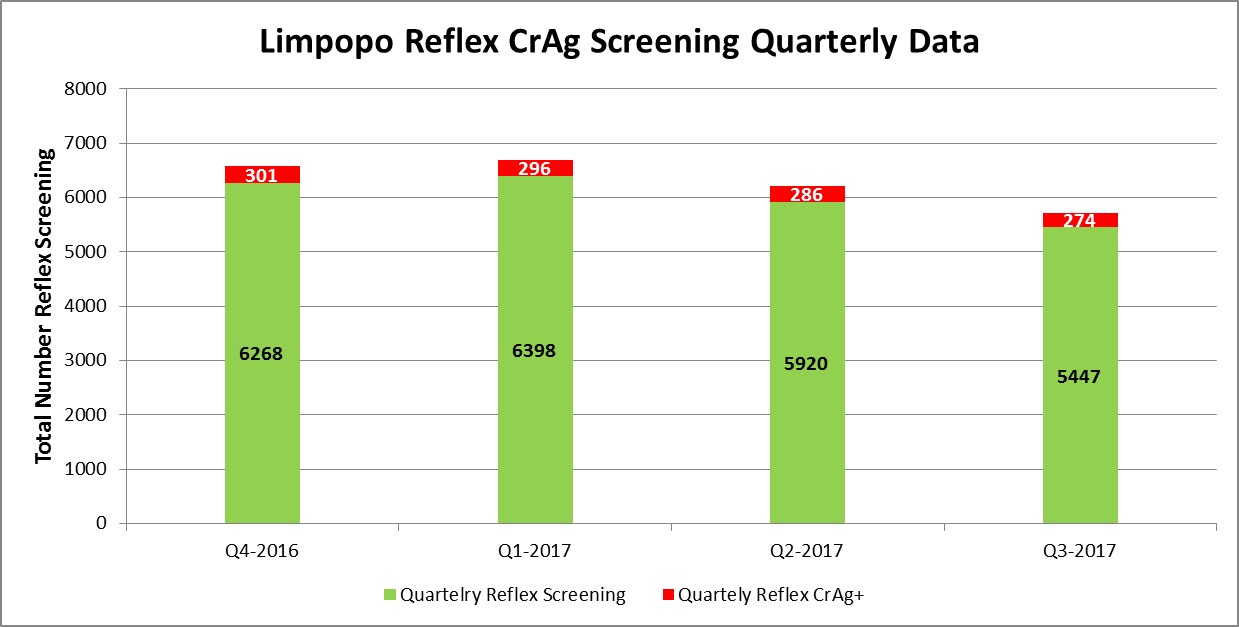 Limpopo Reflex CrAg Screening Quarterly Data
Total Number Reflex Screening
8000
7000
6000
5000
4000
3000
2000
1000
0
301
296
286
274
6268
6398
5920
5447
Q4-2016
Q1-2017
Q2-2017
Q3-2017
Quartelry Reflex Screening
Quartely Reflex CrAg+